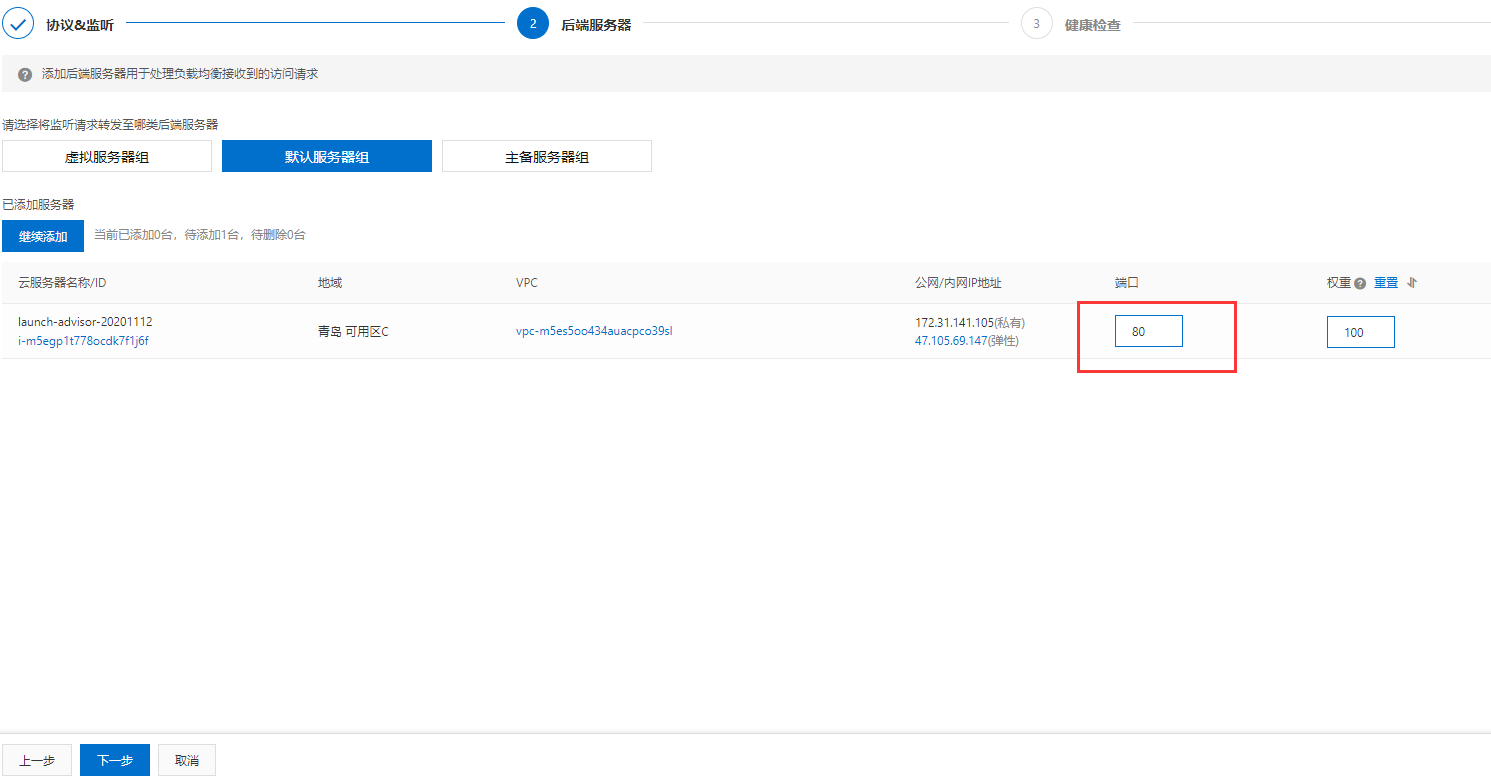 协议&监听
2
后端服务器
3
健康检查
添加后端服务器用于处理负载均衡接收到的访问请求
请选择将监听请求转发至哪类后端服务器
虚拟服务器组
默认服务器组
主备服务器组
已添加服务器
继续添加
当前已添加0台，待添加1台，待删除0台
云服务器名称/ID
地域
VPC
公网/内网IP地址
端口
权重
重置
launch-advisor-20201112
i-m5egp1t778ocdk7f1j6f
青岛 可用区C
vpc-m5es5oo434auacpco39sl
172.31.141.105(私有)
47.105.69.147(弹性)
80
100
上一步
下一步
取消